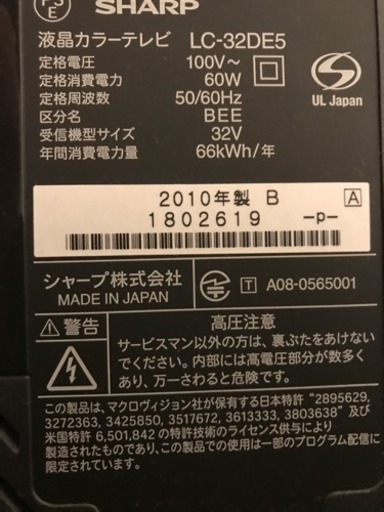 PS
E
SHARP
液晶カラーテレビ LC-32DE5
定格電圧 100V~
定格消費電力 60W
定格周波数 50/60Hz
区分名 BEE
受信機型サイズ 32V
年間消費電力量 66kWh/年
S
UL Japan
2010年製 B
A
1802619 -p-
シャープ株式会社
MADE IN JAPAN
T A08-0565001
警告
高圧注意
サービスマン以外の方は、裏ぶたをあけない
でください。内部には高電圧部分が数多く
あり、万一さわると危険です。
この製品は、マクロヴィジョン社が保有する日本特許 "2895629,
3272363, 3425850, 3517672, 3613333, 3803638" 及び
米国特許 6,501,842 の特許技術のライセンス供与により
製造されたものです。この製品での使用は一部のプログラム配信に
限定されています。